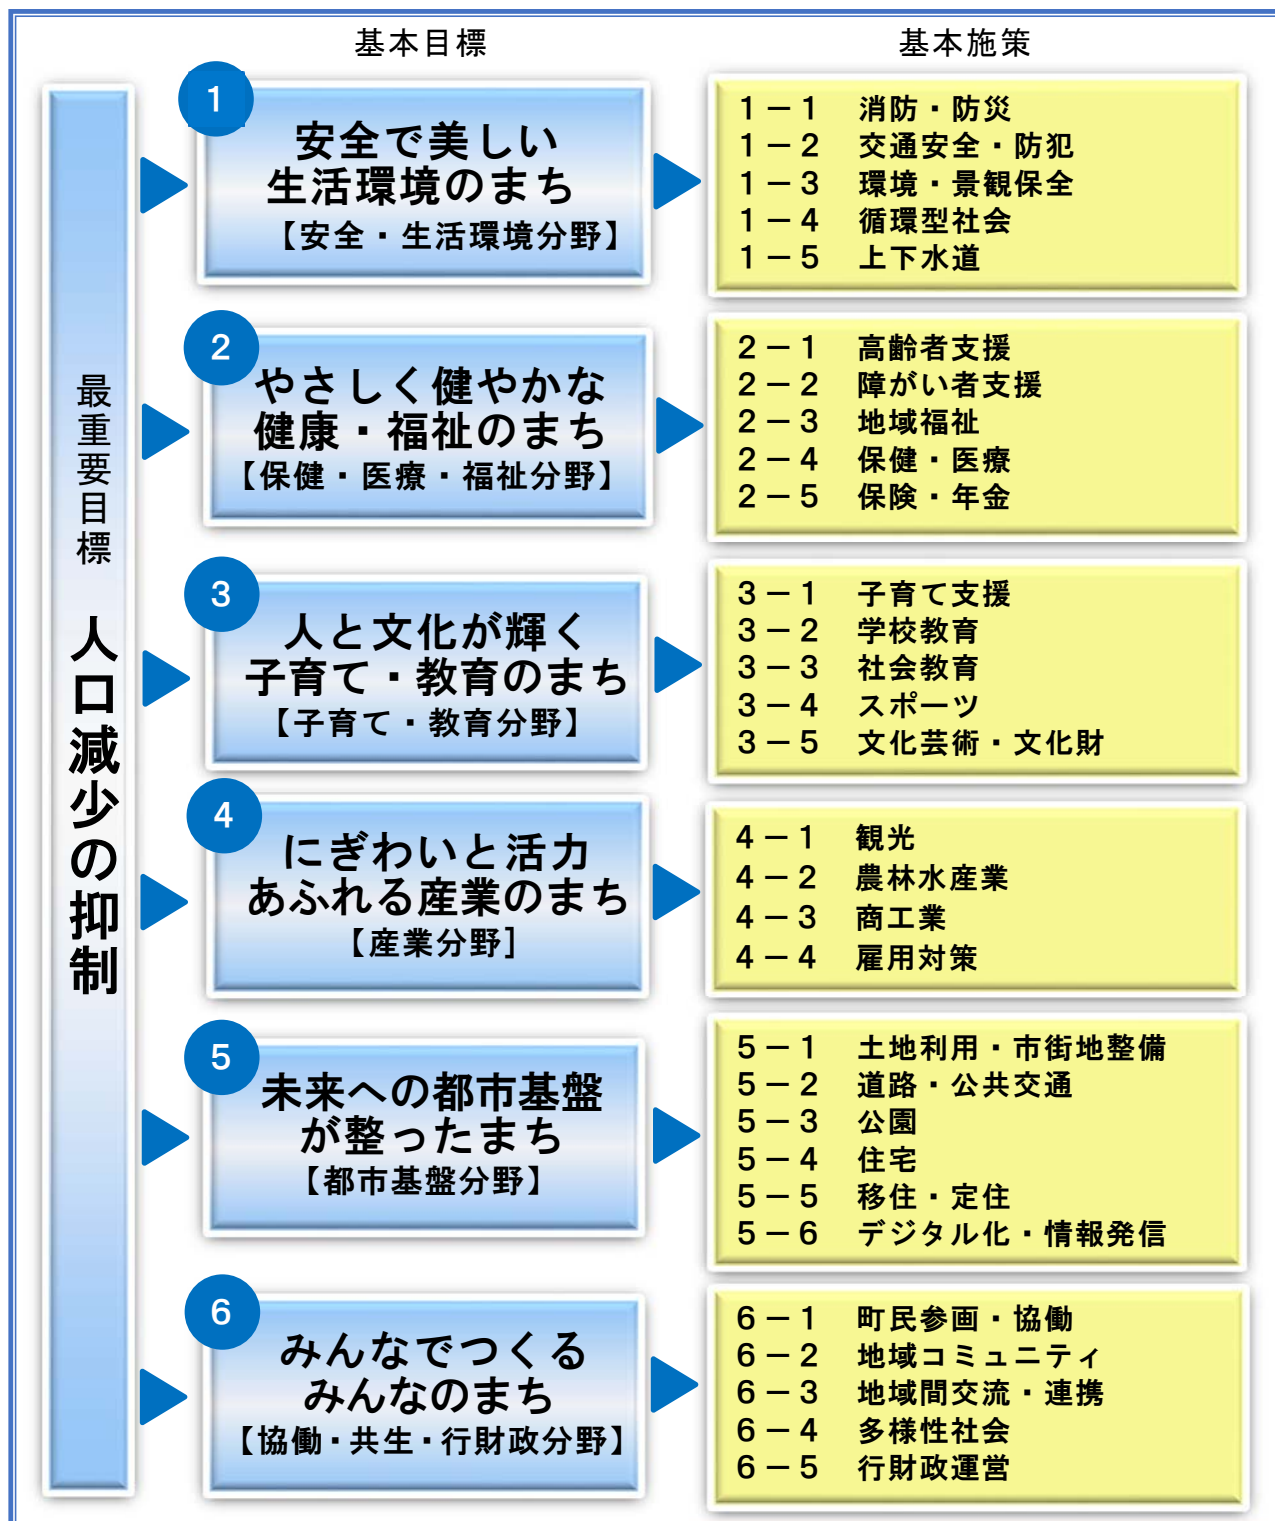 基本目標
基本施策
最重要目標 人口減少の抑制
1
安全で美しい
生活環境のまち
【安全・生活環境分野】
1－1 消防・防災
1－2 交通安全・防犯
1－3 環境・景観保全
1－4 循環型社会
1－5 上下水道
2
やさしく健やかな
健康・福祉のまち
【保健・医療・福祉分野】
2－1 高齢者支援
2－2 障がい者支援
2－3 地域福祉
2－4 保健・医療
2－5 保険・年金
3
人と文化が輝く
子育て・教育のまち
【子育て・教育分野】
3－1 子育て支援
3－2 学校教育
3－3 社会教育
3－4 スポーツ
3－5 文化芸術・文化財
4
にぎわいと活力
あふれる産業のまち
【産業分野]
4－1 観光
4－2 農林水産業
4－3 商工業
4－4 雇用対策
5
未来への都市基盤
が整ったまち
【都市基盤分野】
5－1 土地利用・市街地整備
5－2 道路・公共交通
5－3 公園
5－4 住宅
5－5 移住・定住
5－6 デジタル化・情報発信
6
みんなでつくる
みんなのまち
【協働・共生・行財政分野】
6－1 町民参画・協働
6－2 地域コミュニティ
6－3 地域間交流・連携
6－4 多様性社会
6－5 行財政運営